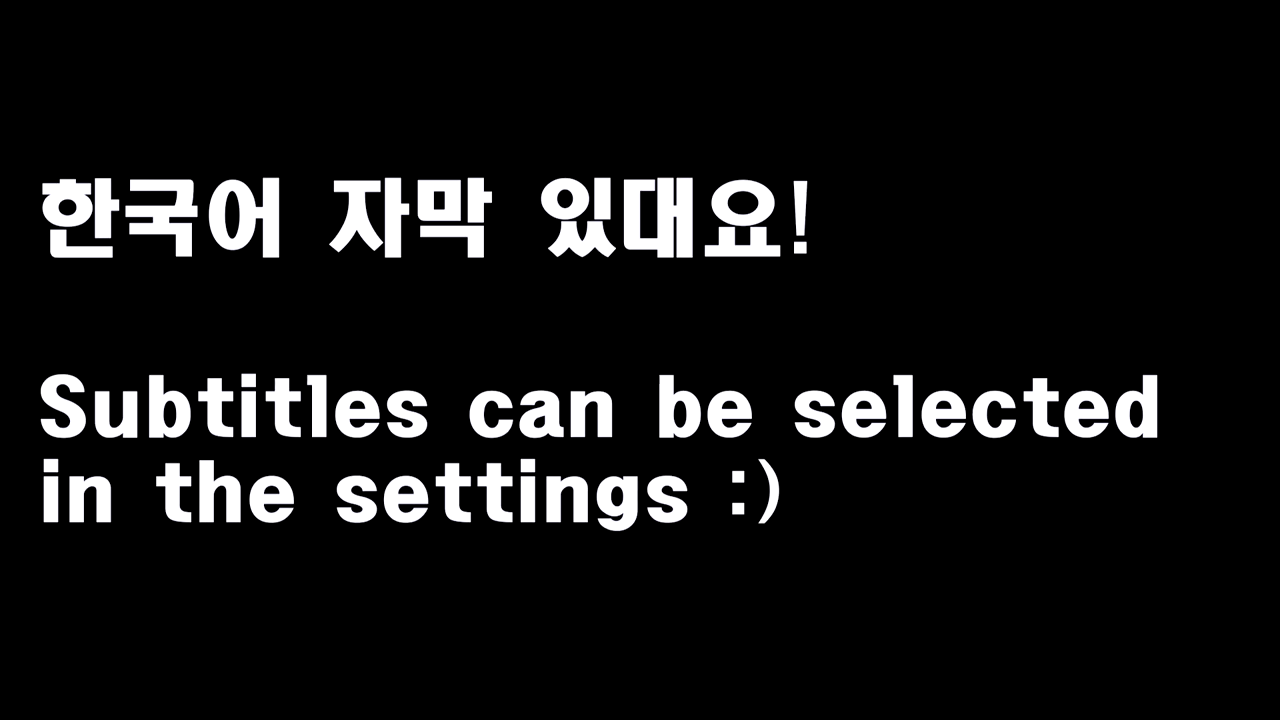 한국어 자막 있대요!
Subtitles can be selected
in the settings :)